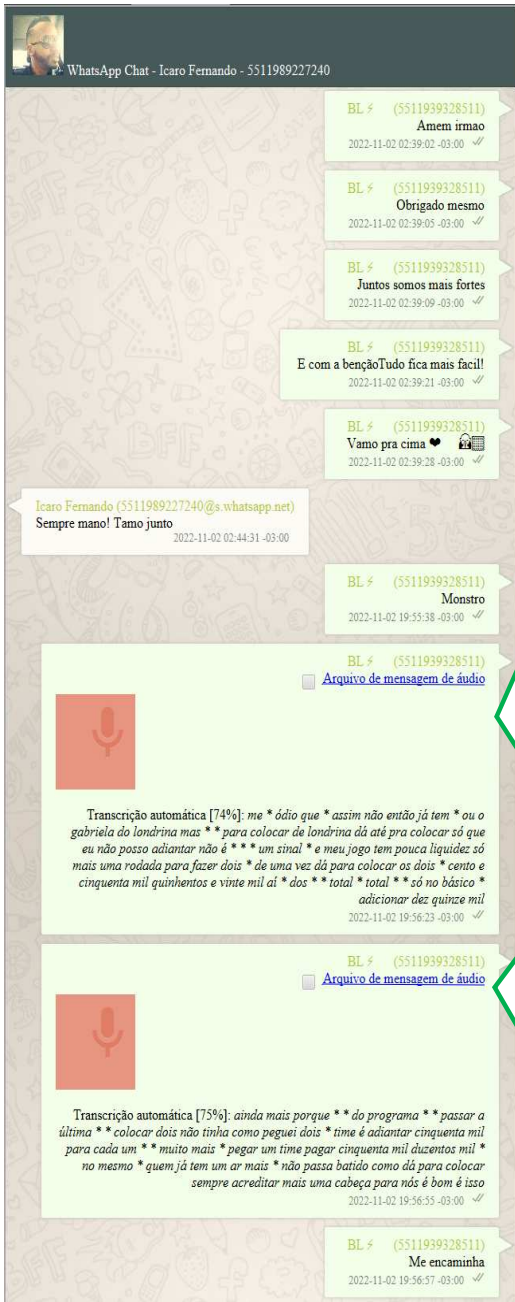 WhatsApp Chat - Icaro Fernando - 5511989227240
BL⚡ (5511939328511)
Amem irmao
2022-11-02 02:39:02 -03:00
BL⚡ (5511939328511)
Obrigado mesmo
2022-11-02 02:39:05 -03:00
BL⚡ (5511939328511)
Juntos somos mais fortes
2022-11-02 02:39:09 -03:00
BL⚡ (5511939328511)
E com a bençãoTudo fica mais facil!
2022-11-02 02:39:21 -03:00
BL⚡ (5511939328511)
Vamo pra cima ❤
2022-11-02 02:39:28 -03:00
Icaro Fernando (5511989227240@s.whatsapp.net)
Sempre mano! Tamo junto
2022-11-02 02:44:31 -03:00
BL⚡ (5511939328511)
Monstro
2022-11-02 19:55:38 -03:00
BL⚡ (5511939328511)
Arquivo de mensagem de áudio
Transcrição automática [74%]: me * ódio que * assim não então já tem * ou o
gabriela do londrina mas * * para colocar de londrina dá até pra colocar só que
eu não posso adiantar não é * * * um sinal * e meu jogo tem pouca liquidez só
mais uma rodada para fazer dois * de uma vez dá para colocar os dois * cento e
cinquenta mil quinhentos e vinte mil aí * dos * * total * total * * só no básico *
adicionar dez quinze mil
2022-11-02 19:56:23 -03:00
BL⚡ (5511939328511)
Arquivo de mensagem de áudio
Transcrição automática [75%]: ainda mais porque * * do programa * * passar a
última * * colocar dois não tinha como peguei dois * time é adiantar cinquenta mil
para cada um * * muito mais * pegar um time pagar cinquenta mil duzentos mil *
no mesmo * quem já tem um ar mais * não passa batido como dá para colocar
sempre acreditar mais uma cabeça para nós é bom é isso
2022-11-02 19:56:55 -03:00
BL⚡ (5511939328511)
Me encaminha
2022-11-02 19:56:57 -03:00